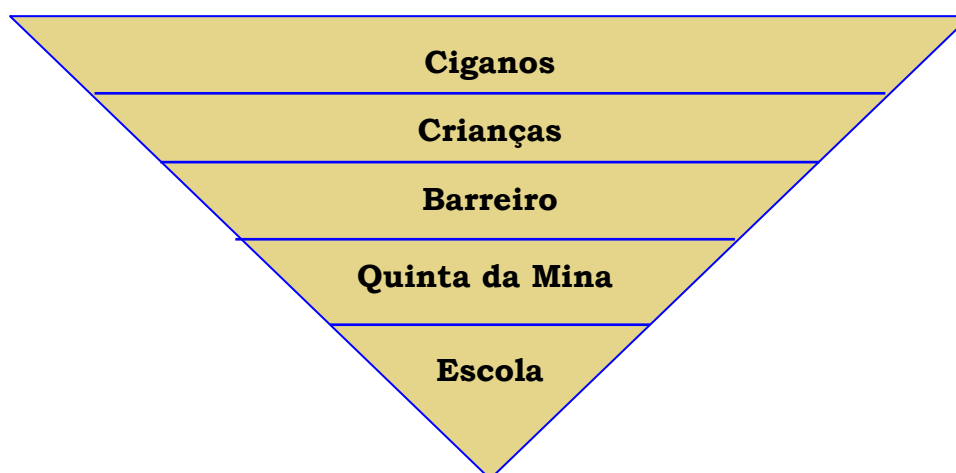 Ciganos
Crianças
Barreiro
Quinta da Mina
Escola